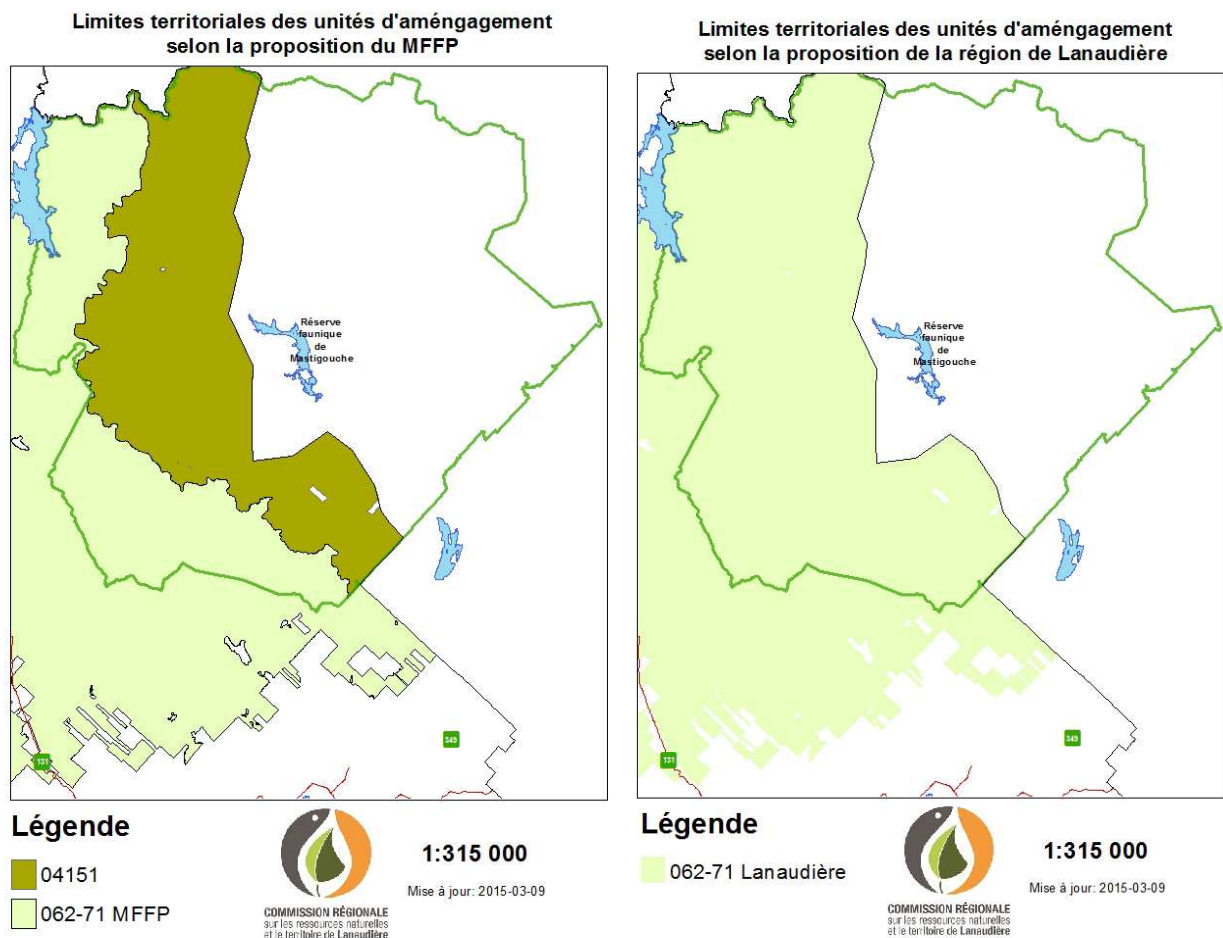 Limites territoriales des unités d'améngagement
selon la proposition du MFFP
Réserve
faunique
de
Mastigouche
349
131
Légende
04151
062-71 MFFP
COMMISSION RÉGIONALE
sur les ressources naturelles
et le territoire de Lanaudière
1:315 000
Mise à jour: 2015-03-09
Limites territoriales des unités d'améngagement
selon la proposition de la région de Lanaudière
Réserve
faunique
de
Mastigouche
349
131
Légende
062-71 Lanaudière
COMMISSION RÉGIONALE
sur les ressources naturelles
et le territoire de Lanaudière
1:315 000
Mise à jour: 2015-03-09